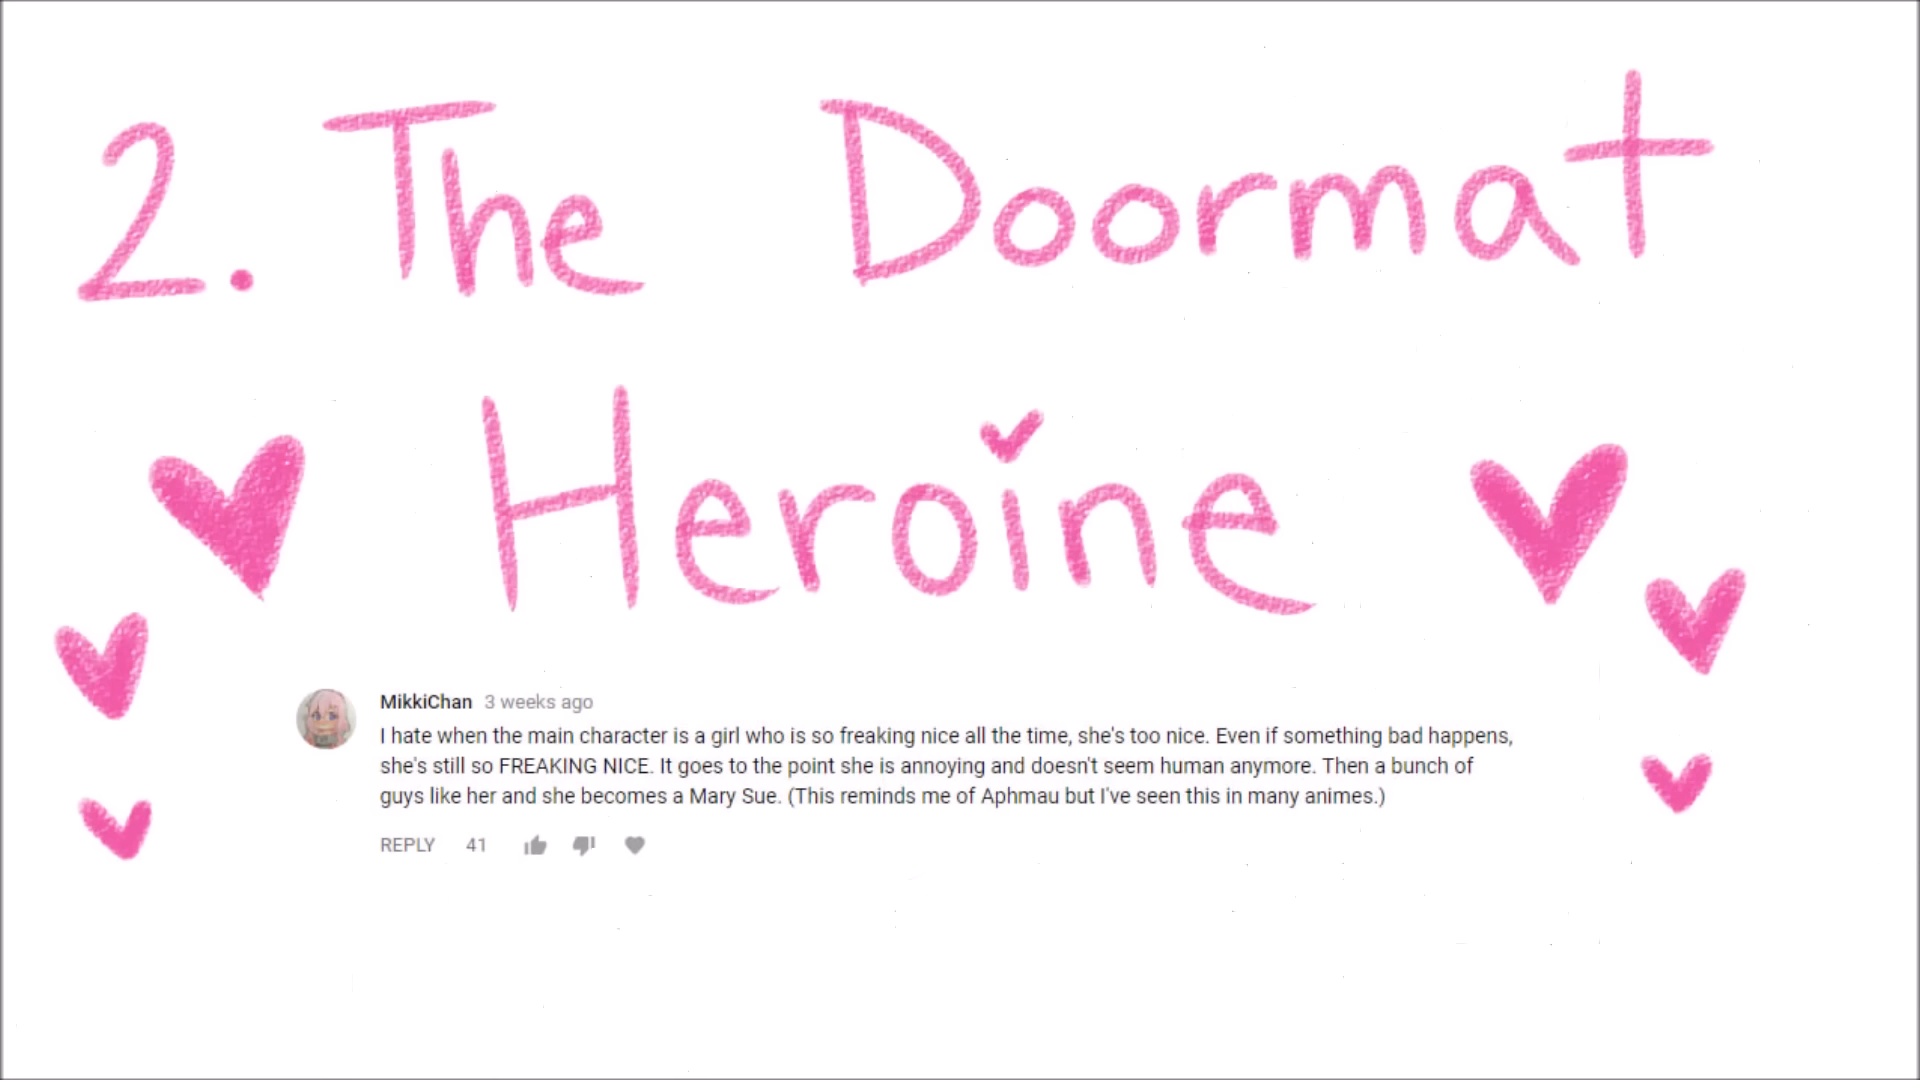 2. The Doormat
Heroine
MikkiChan 3 weeks ago
I hate when the main character is a girl who is so freaking nice all the time, she's too nice. Even if something bad happens,
she's still so FREAKING NICE. It goes to the point she is annoying and doesn't seem human anymore. Then a bunch of
guys like her and she becomes a Mary Sue. (This reminds me of Aphmau but I've seen this in many animes.)
REPLY 41